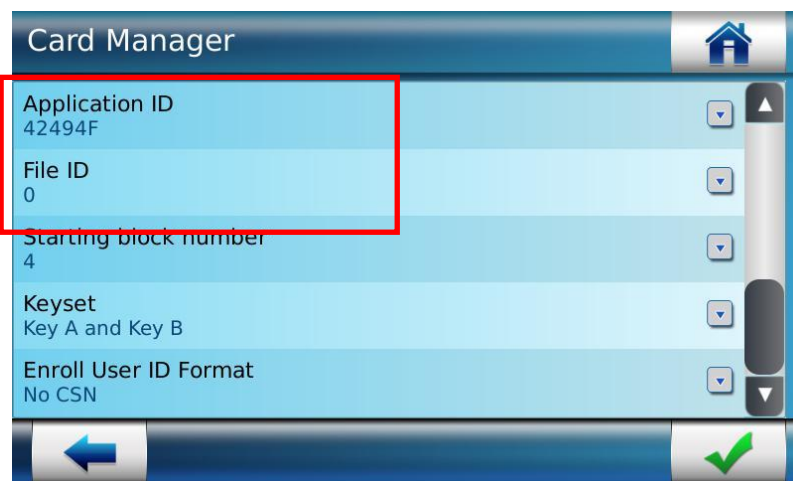 Card Manager
Application ID
42494F
File ID
0
Starting block number
4
Keyset
Key A and Key B
Enroll User ID Format
No CSN